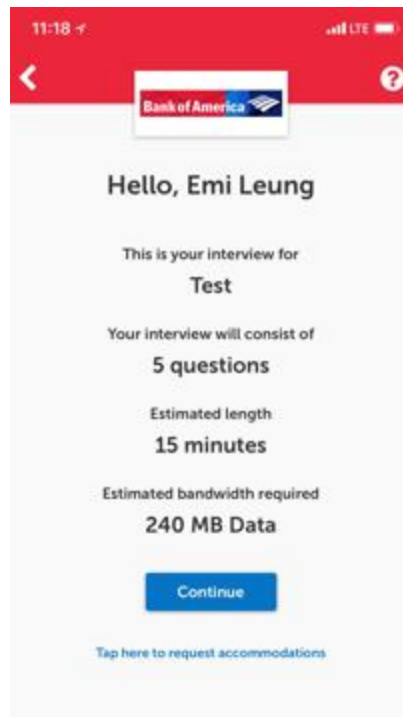 11:18
LTE
?
Bank of America
Hello, Emi Leung
This is your interview for
Test
Your interview will consist of
5 questions
Estimated length
15 minutes
Estimated bandwidth required
240 MB Data
Continue
Tap here to request accommodations